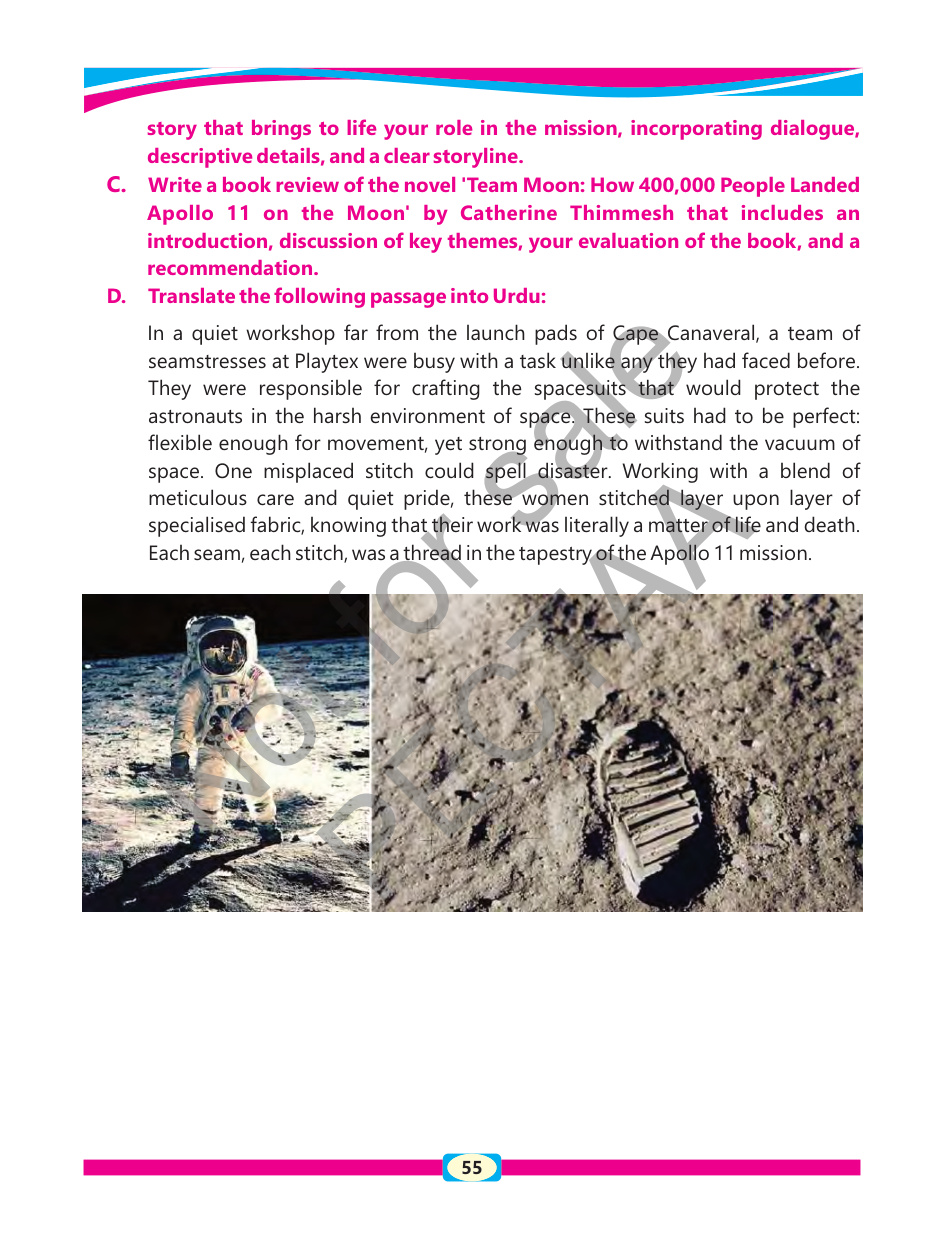 story that brings to life your role in the mission, incorporating dialogue,
descriptive details, and a clear storyline.
C. Write a book review of the novel 'Team Moon: How 400,000 People Landed
Apollo 11 on the Moon' by Catherine Thimmesh that includes an
introduction, discussion of key themes, your evaluation of the book, and a
recommendation.
D. Translate the following passage into Urdu:
In a quiet workshop far from the launch pads of Cape Canaveral, a team of
seamstresses at Playtex were busy with a task unlike any they had faced before.
They were responsible for crafting the spacesuits that would protect the
astronauts in the harsh environment of space. These suits had to be perfect:
flexible enough for movement, yet strong enough to withstand the vacuum of
space. One misplaced stitch could spell disaster. Working with a blend of
meticulous care and quiet pride, these women stitched layer upon layer of
specialised fabric, knowing that their work was literally a matter of life and death.
Each seam, each stitch, was a thread in the tapestry of the Apollo 11 mission.
Not for sale
PECTAA
55